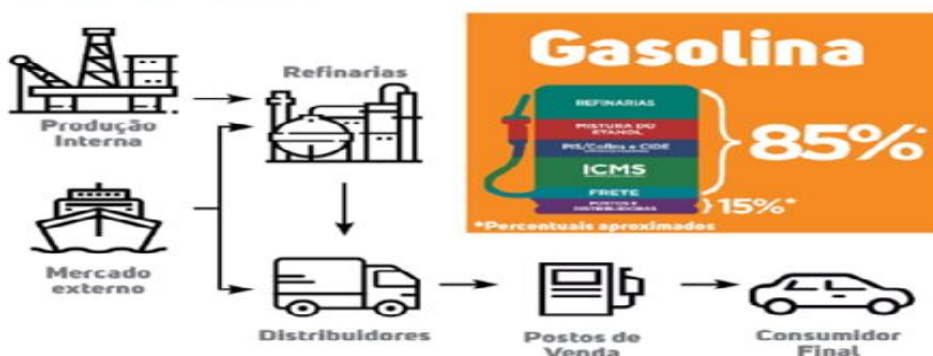 Produção
Interna
Refinarias
Mercado
externo
Distribuidores
Postos de
Venda
Consumidor
Final
Gasolina
REFINARIAS
MISTURA DO
ETANOL
PIS/Cofins e CIDE
ICMS
FRETE
POSTOS E
DISTRIBUIDORAS
85%*
15%*
*Percentuais aproximados